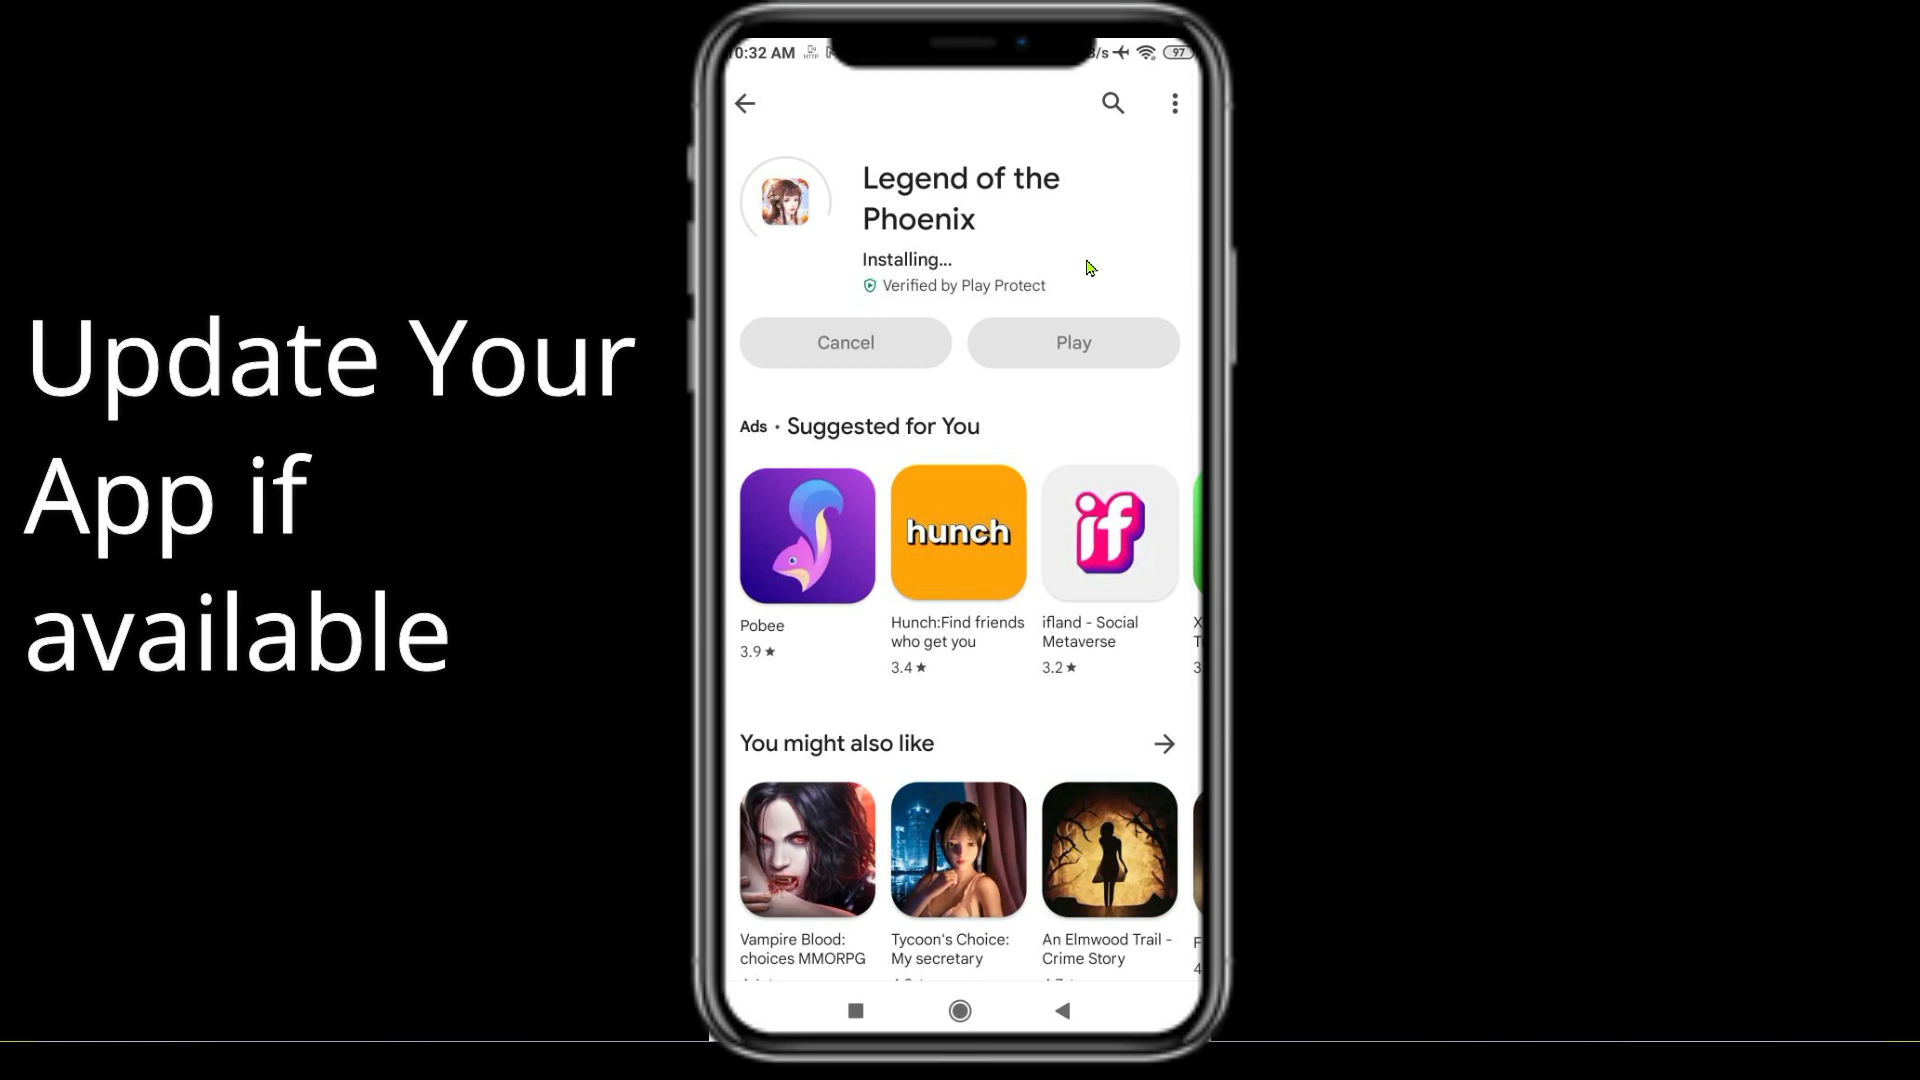 Update Your
App if
available
0:32 AM
/s
97
Legend of the
Phoenix
Installing...
Verified by Play Protect
Cancel
Play
Ads • Suggested for You
hunch
if
Pobee
3.9 ★
Hunch:Find friends
who get you
3.4 ★
ifland - Social
Metaverse
3.2 ★
You might also like
Vampire Blood:
choices MMORPG
Tycoon's Choice:
My secretary
An Elmwood Trail -
Crime Story